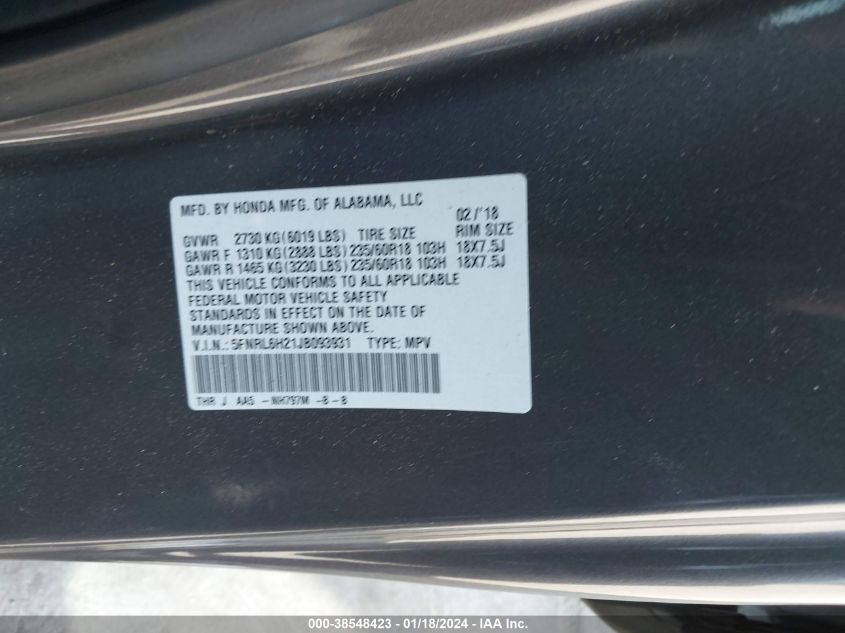 MFD. BY HONDA MFG. OF ALABAMA, LLC 02/'18
GVWR 2730 KG (6019 LBS) TIRE SIZE RIM SIZE
GAWR F 1310 KG (2888 LBS) 235/60R18 103H 18X7.5J
GAWR R 1465 KG (3230 LBS) 235/60R18 103H 18X7.5J
THIS VEHICLE CONFORMS TO ALL APPLICABLE
FEDERAL MOTOR VEHICLE SAFETY
STANDARDS IN EFFECT ON THE DATE OF
MANUFACTURE SHOWN ABOVE.
V.I.N.: 5FNRL6H21JB093931 TYPE: MPV
THR J AA5 -NH797M -8-8
000-38548423 - 01/18/2024 - IAA Inc.